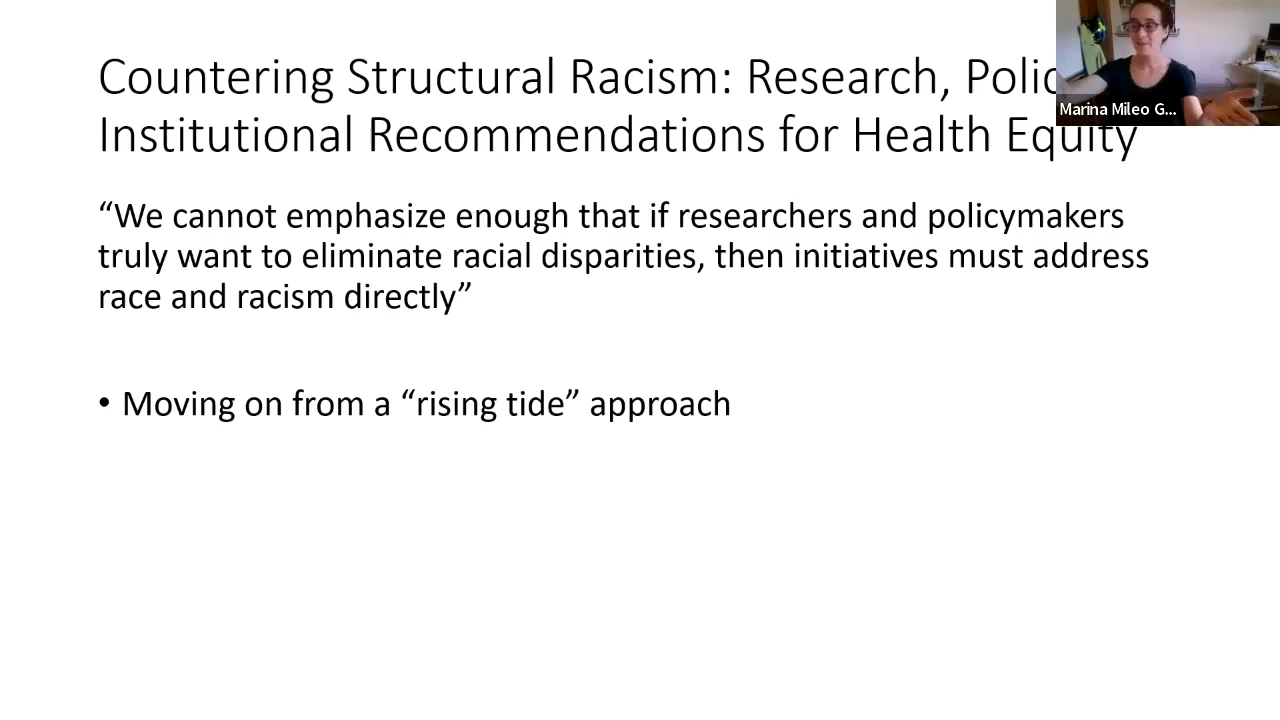 Countering Structural Racism: Research, Polic
Institutional Recommendations for Health Equity
“We cannot emphasize enough that if researchers and policymakers
truly want to eliminate racial disparities, then initiatives must address
race and racism directly”
• Moving on from a “rising tide” approach
Marina Mileo G...